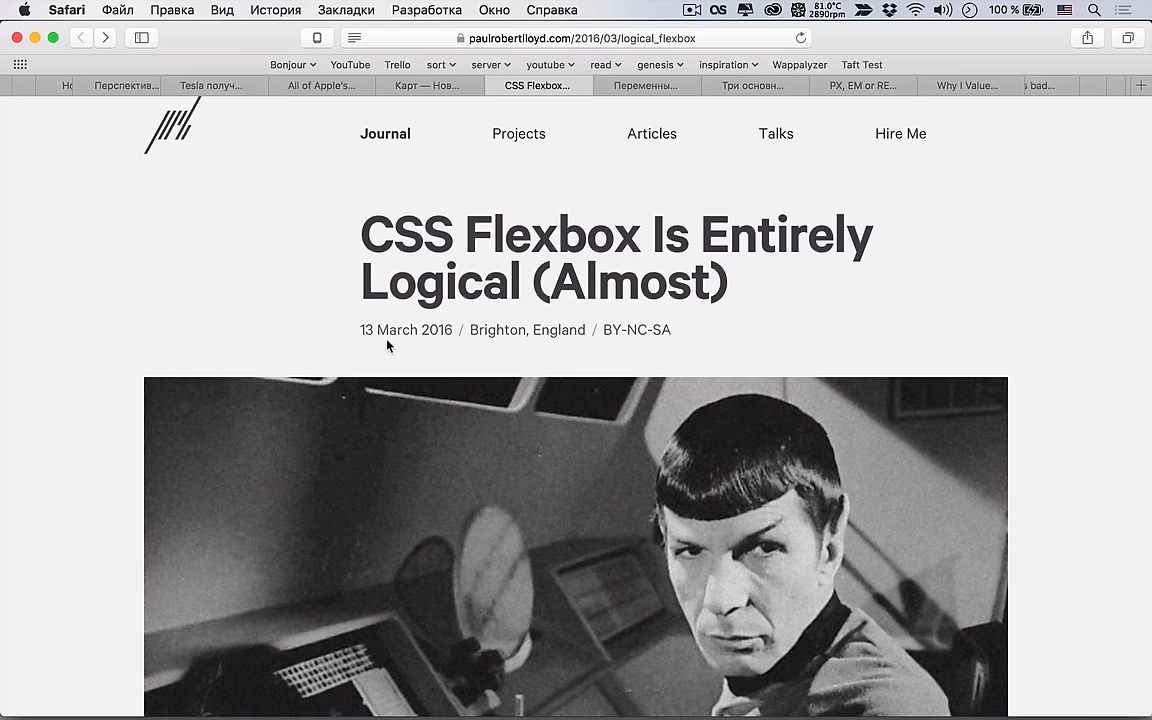 Safari Файл Правка Вид История Закладки Разработка Окно Справка OS 81.0°C 2890rpm 100 %
paulrobertlloyd.com/2016/03/logical_flexbox
Bonjour YouTube Trello sort server youtube read genesis inspiration Wappalyzer Taft Test
Перспектив... Tesla получ... All of Apple's... Карт — Нов... CSS Flexbox... Переменны... Три основн... PX, EM or RE... Why I Value... bad...
Journal Projects Articles Talks Hire Me
CSS Flexbox Is Entirely
Logical (Almost)
13 March 2016 / Brighton, England / BY-NC-SA